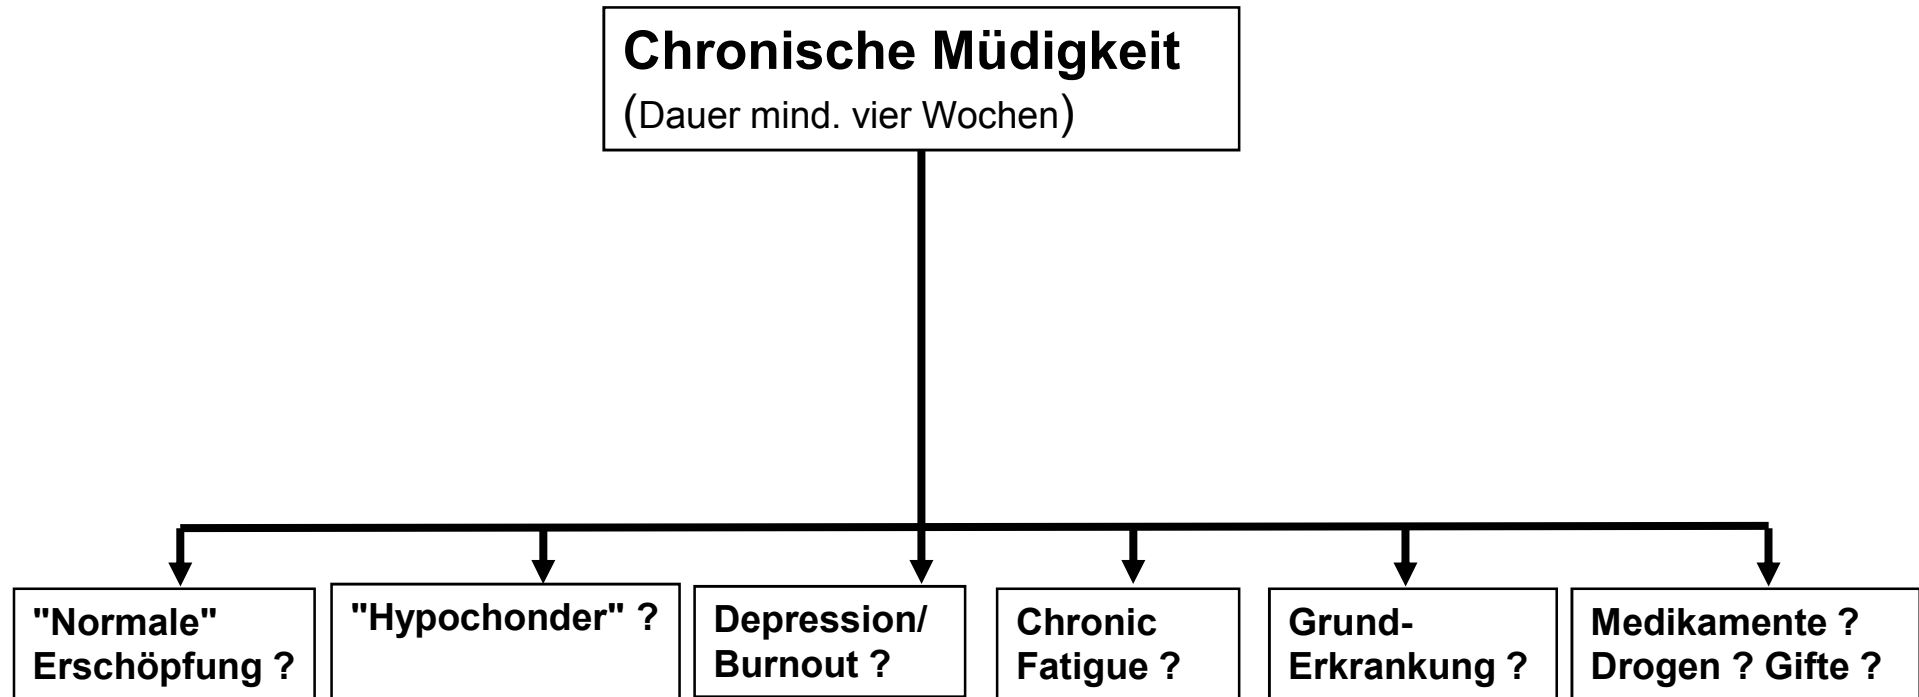 Chronische Müdigkeit
(Dauer mind. vier Wochen)
"Normale"
Erschöpfung ?
"Hypochonder" ?
Depression/
Burnout ?
Chronic
Fatigue ?
Grund-
Erkrankung ?
Medikamente ?
Drogen ? Gifte ?